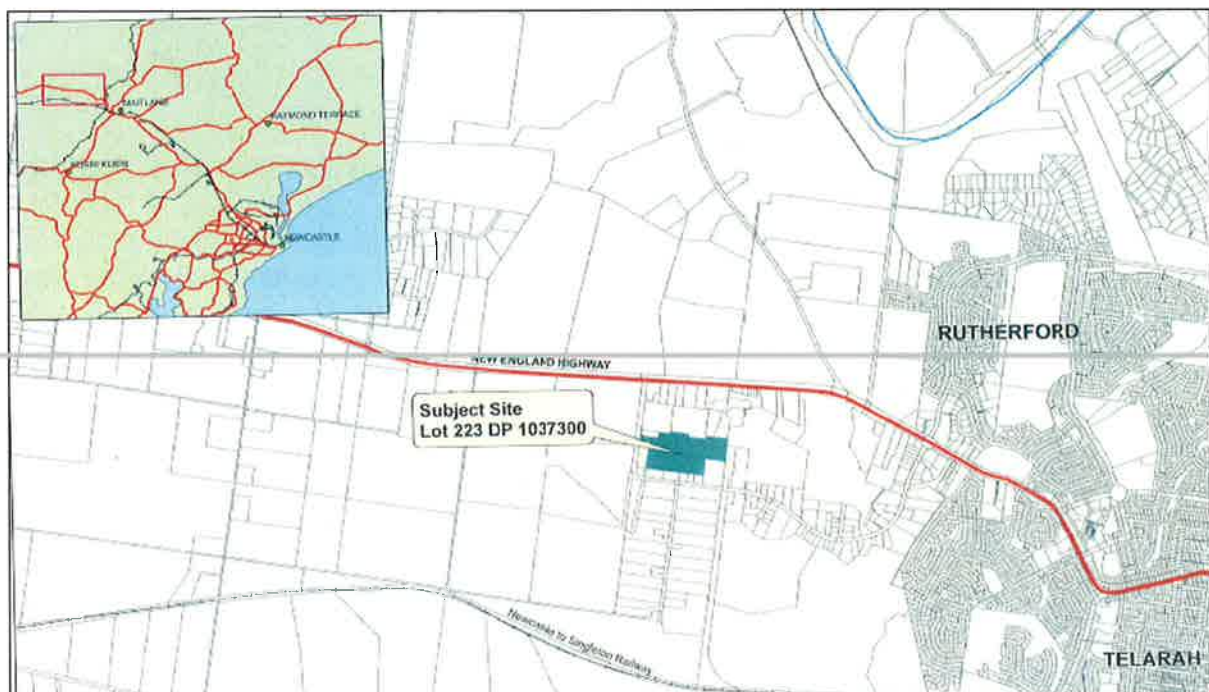 MAITLAND
RAYMOND TERRACE
KURRI KURRI
NEWCASTLE
RUTHERFORD
NEW ENGLAND HIGHWAY
Subject Site
Lot 223 DP 1037300
Newcastle to Singleton Railway
TELARAH